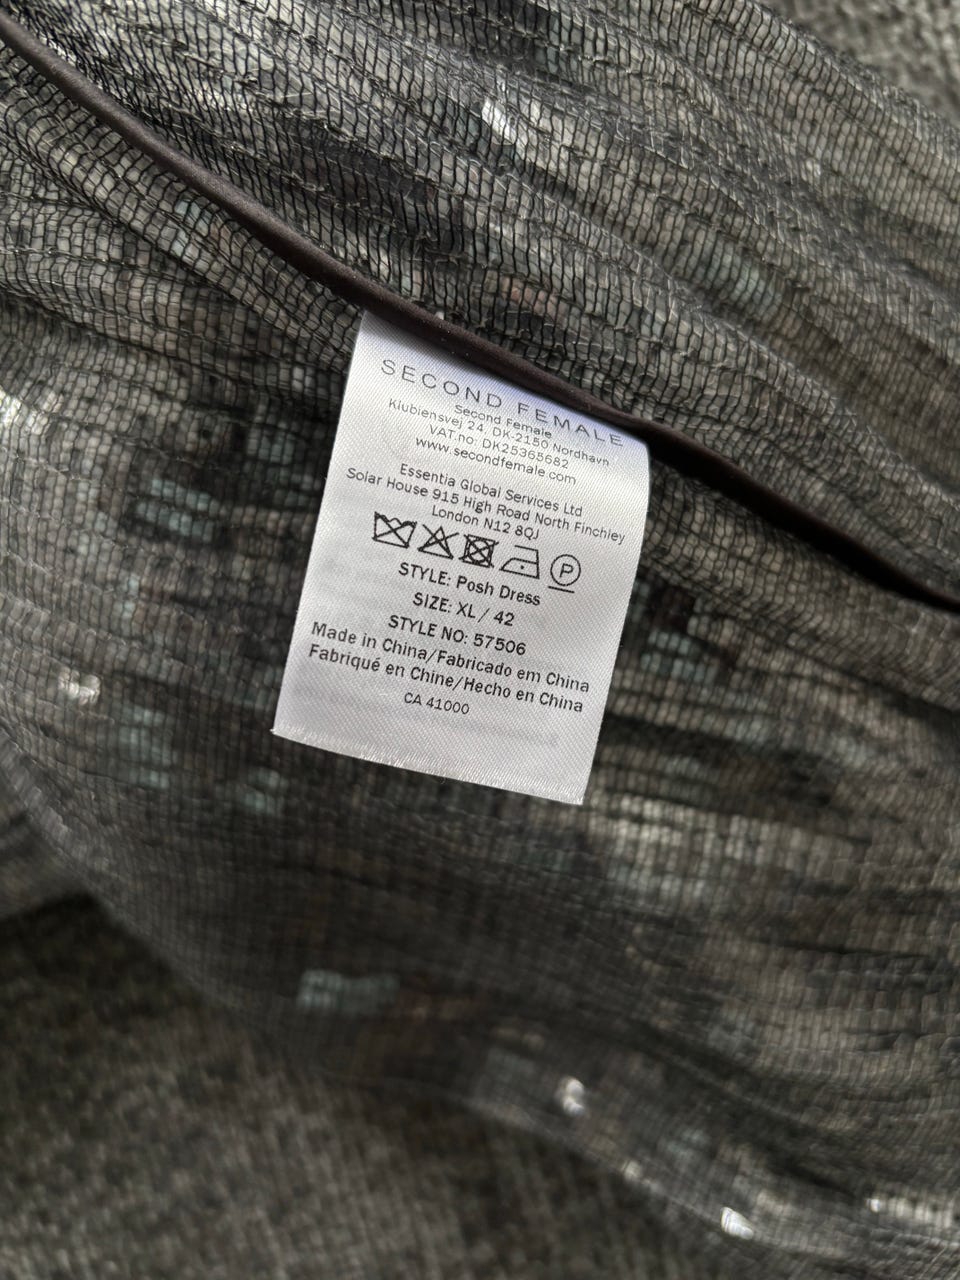 SECOND FEMALE
Second Female
Klubiensvej 24, DK-2150 Nordhavn
VAT.no: DK25365682
www.secondfemale.com
Essentia Global Services Ltd
Solar House 915 High Road North Finchley
London N12 8QJ
P
STYLE: Posh Dress
SIZE: XL / 42
STYLE NO: 57506
Made in China/Fabricado em China
Fabriqué en Chine/Hecho en China
CA 41000